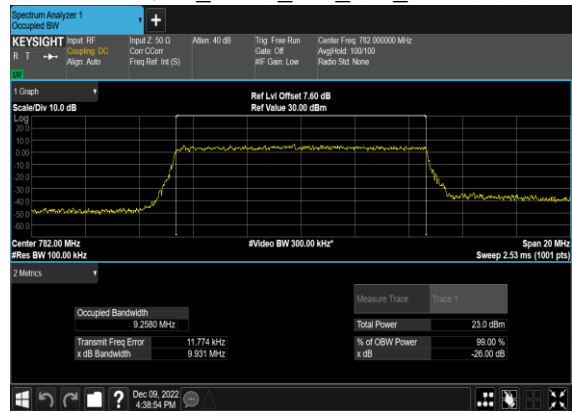 Spectrum Analyzer 1
Occupied BW
+
KEYSIGHT Input: RF Input Z: 50 Ω Atten: 40 dB Trig: Free Run Center Freq: 782.000000 MHz
R T Coupling: DC Corr CCorr Gate: Off Avg|Hold: 100/100
Align: Auto Freq Ref: Int (S) #IF Gain: Low Radio Std: None
LW
1 Graph
Ref Lvl Offset 7.60 dB
Scale/Div 10.0 dB Ref Value 30.00 dBm
Log
20.0
10.0
0.00
-10.0
-20.0
-30.0
-40.0
-50.0
-60.0
Center 782.00 MHz #Video BW 300.00 kHz* Span 20 MHz
#Res BW 100.00 kHz Sweep 2.53 ms (1001 pts)
2 Metrics
Measure Trace Trace 1
Occupied Bandwidth
9.2580 MHz Total Power 23.0 dBm
Transmit Freq Error 11.774 kHz % of OBW Power 99.00 %
x dB Bandwidth 9.931 MHz x dB -26.00 dB
? Dec 09, 2022
4:38:54 PM